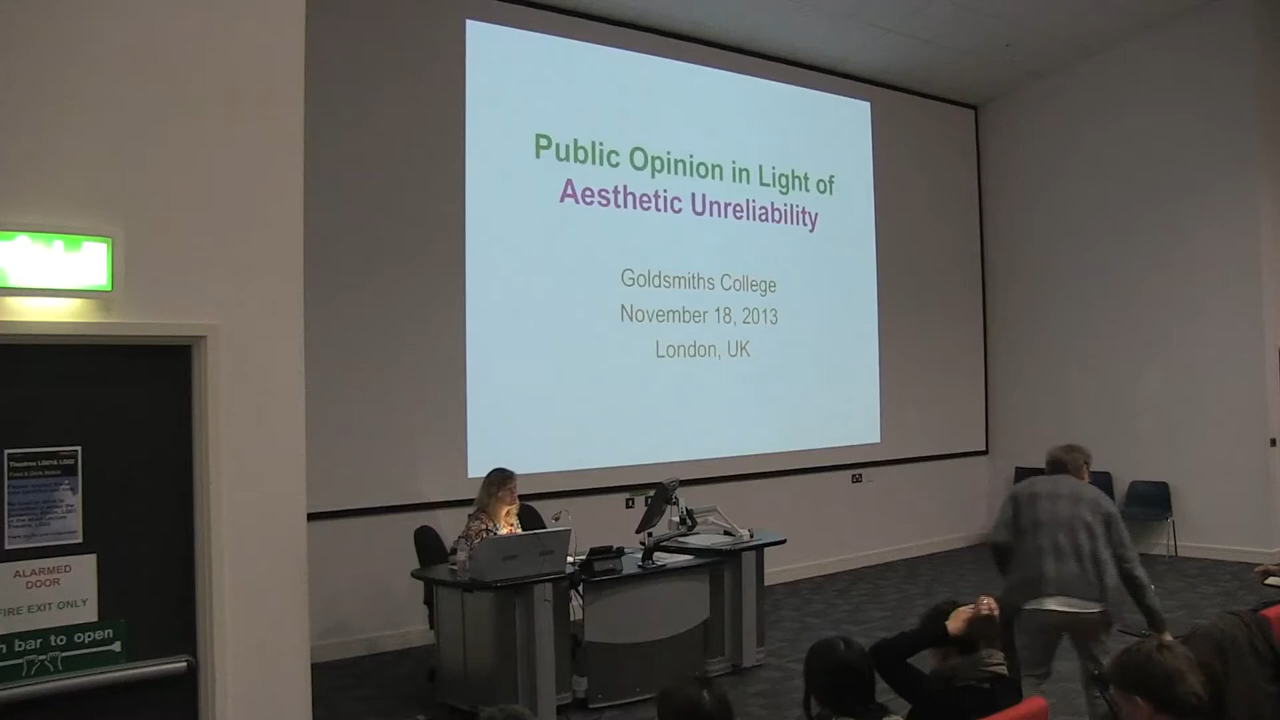 Public Opinion in Light of
Aesthetic Unreliability
Goldsmiths College
November 18, 2013
London, UK
ALARMED
DOOR
FIRE EXIT ONLY
bar to open